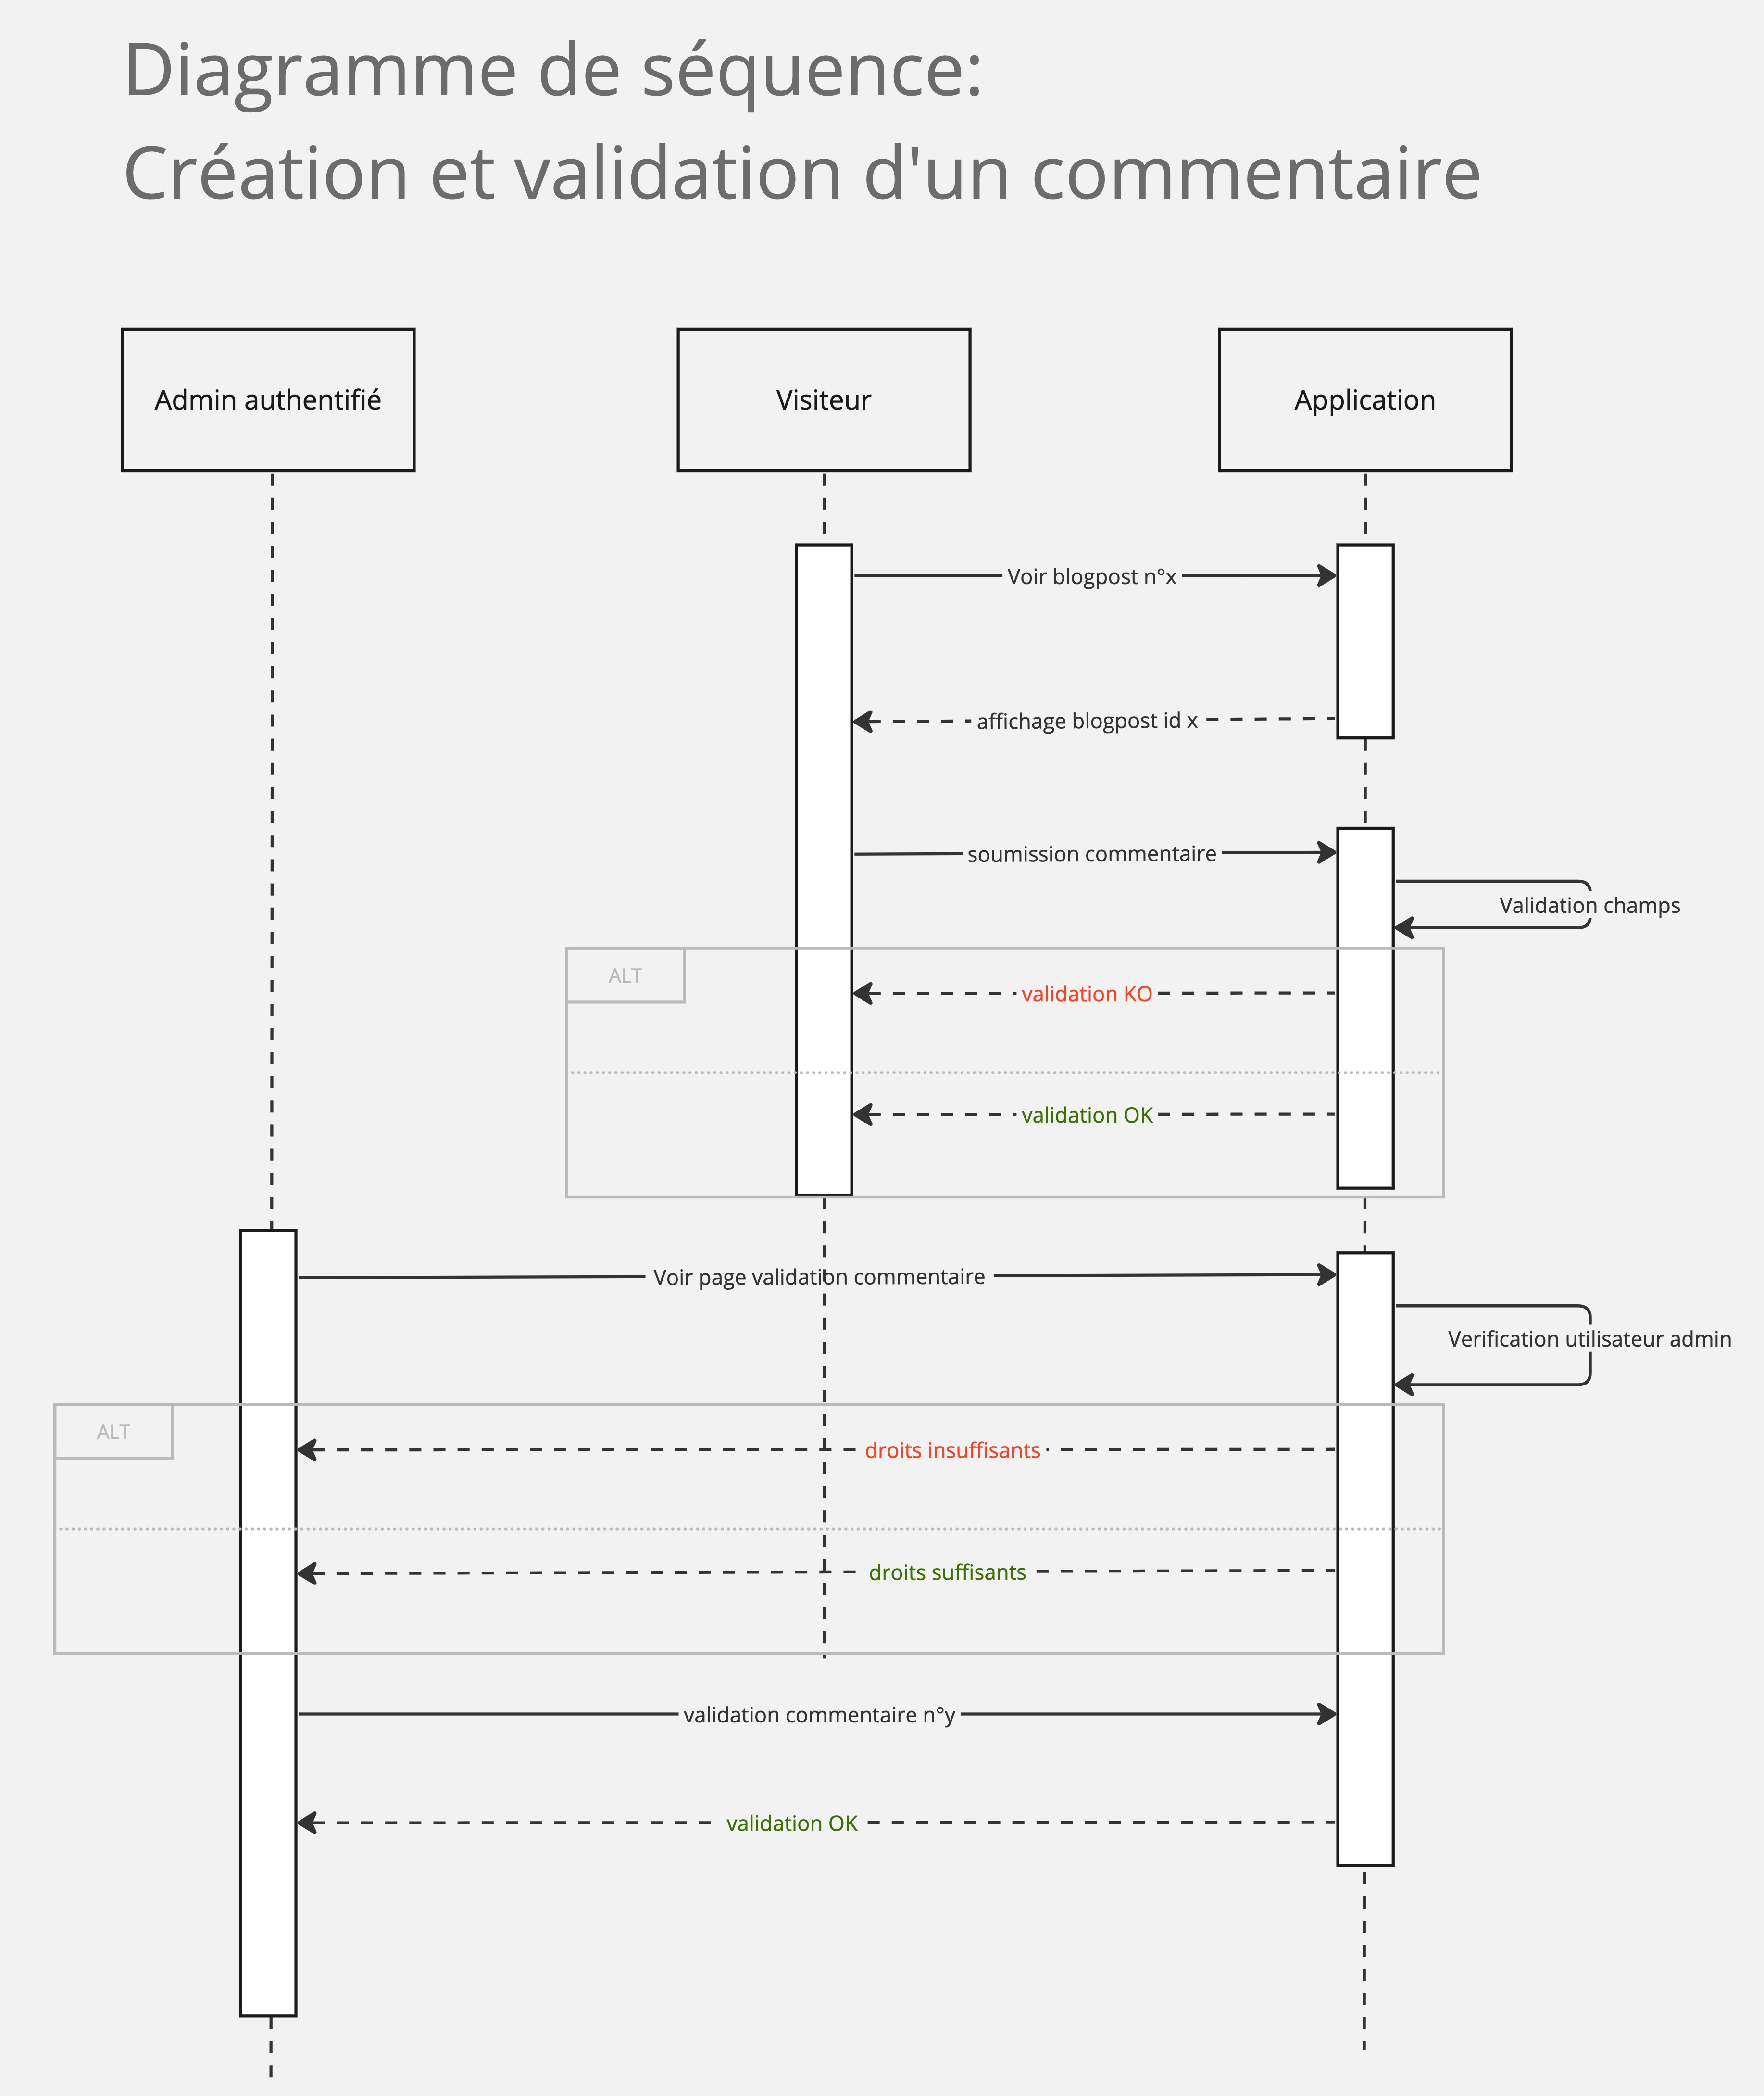 Diagramme de séquence:
Création et validation d'un commentaire
Admin authentifié
Visiteur
Application
Voir blogpost n°x
affichage blogpost id x
soumission commentaire
Validation champs
ALT
validation KO
validation OK
Voir page validation commentaire
Verification utilisateur admin
ALT
droits insuffisants
droits suffisants
validation commentaire n°y
validation OK